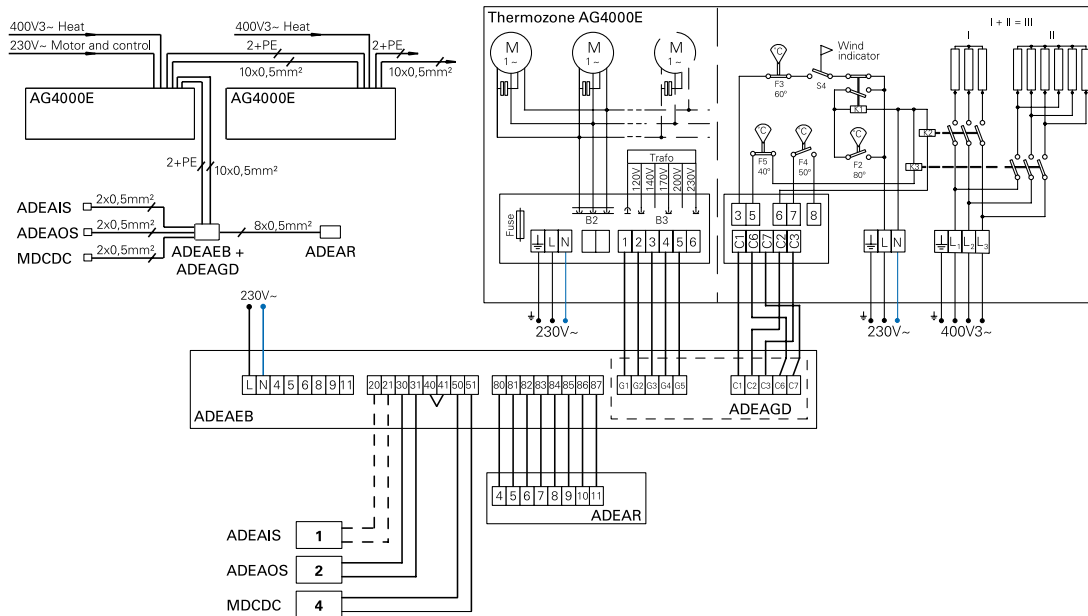 400V3~ Heat
230V~ Motor and control
400V3~ Heat
2+PE
10x0,5mm²
2+PE
10x0,5mm²
AG4000E
AG4000E
2+PE
10x0,5mm²
ADEAIS
2x0,5mm²
ADEAOS
2x0,5mm²
MDCDC
2x0,5mm²
ADEAEB +
ADEAGD
8x0,5mm²
ADEAR
Thermozone AG4000E
M
1~
M
1~
M
1~
Trafo
120V
140V
170V
200V
230V
Fuse
B2
B3
L N
1 2 3 4 5 6
230V~
C
F3
60°
Wind
indicator
S4
K1
C
F5
40°
C
F4
50°
C
F2
80°
K2
K3
I + II = III
I
II
3 5 6 7 8
C1 C6 C7 C2 C3
L N
L1 L2 L3
230V~
400V3~
230V~
L N 4 5 6 8 9 11
20 21 30 31 40 41 50 51
80 81 82 83 84 85 86 87
G1 G2 G3 G4 G5
C1 C2 C3 C6 C7
ADEAGD
ADEAEB
4 5 6 7 8 9 10 11
ADEAR
ADEAIS
1
ADEAOS
2
MDCDC
4